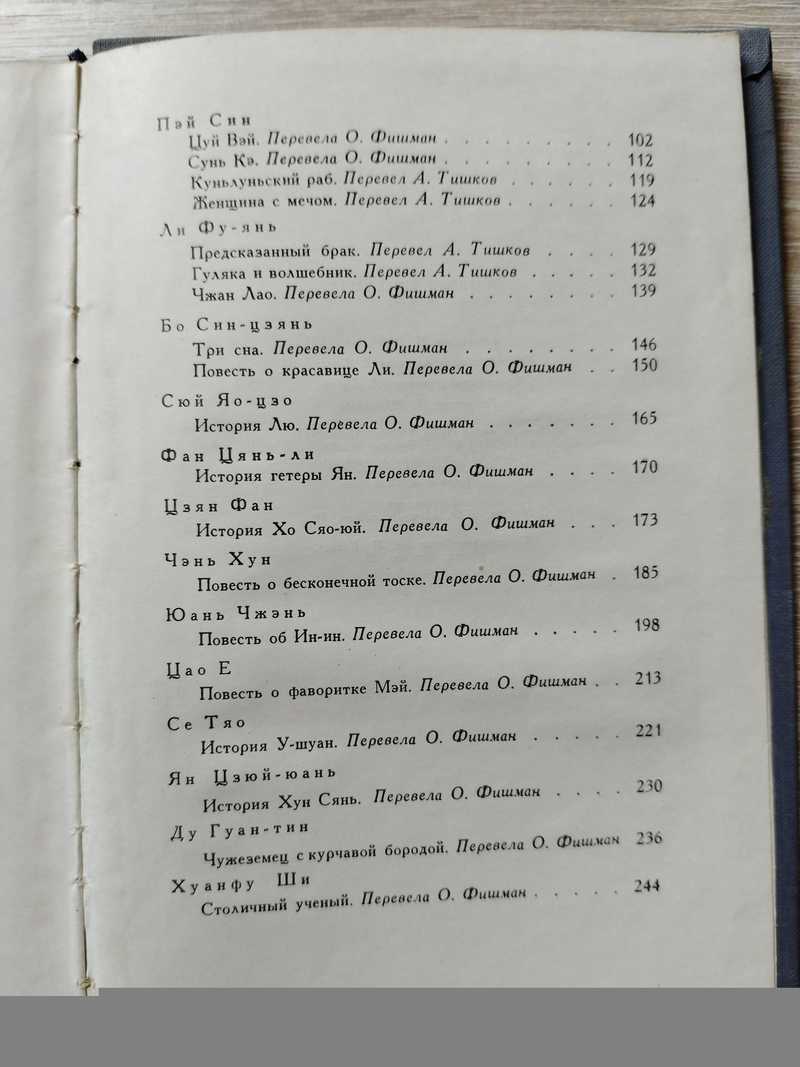 Пэй Син
Цуй Вэй. Перевела О. Фишман . . . . . . . . . 102
Сунь Кэ. Перевела О. Фишман . . . . . . . . . 112
Куньлуньский раб. Перевел А. Тишков . . . . . . 119
Женщина с мечом. Перевел А. Тишков . . . . . . 124
Ли Фу-янь
Предсказанный брак. Перевел А. Тишков . . . . 129
Гуляка и волшебник. Перевел А. Тишков . . . . . 132
Чжан Лао. Перевела О. Фишман . . . . . . . . 139
Бо Син-цзянь
Три сна. Перевела О. Фишман . . . . . . . . 146
Повесть о красавице Ли. Перевела О. Фишман . . 150
Сюй Яо-цзо
История Лю. Перевела О. Фишман . . . . . . . 165
Фан Цянь-ли
История гетеры Ян. Перевела О. Фишман . . . . 170
Цзян Фан
История Хо Сяо-юй. Перевела О. Фишман . . . 173
Чэнь Хун
Повесть о бесконечной тоске. Перевела О. Фишман . 185
Юань Чжэнь
Повесть об Ин-ин. Перевела О. Фишман . . . . . 198
Цао Е
Повесть о фаворитке Мэй. Перевела О. Фишман . . 213
Се Тяо
История У-шуан. Перевела О. Фишман . . . . . 221
Ян Цзюй-юань
История Хун Сянь. Перевела О. Фишман . . . . 230
Ду Гуан-тин
Чужеземец с курчавой бородой. Перевела О. Фишман 236
Хуанфу Ши
Столичный ученый. Перевела О. Фишман . . . . . 244